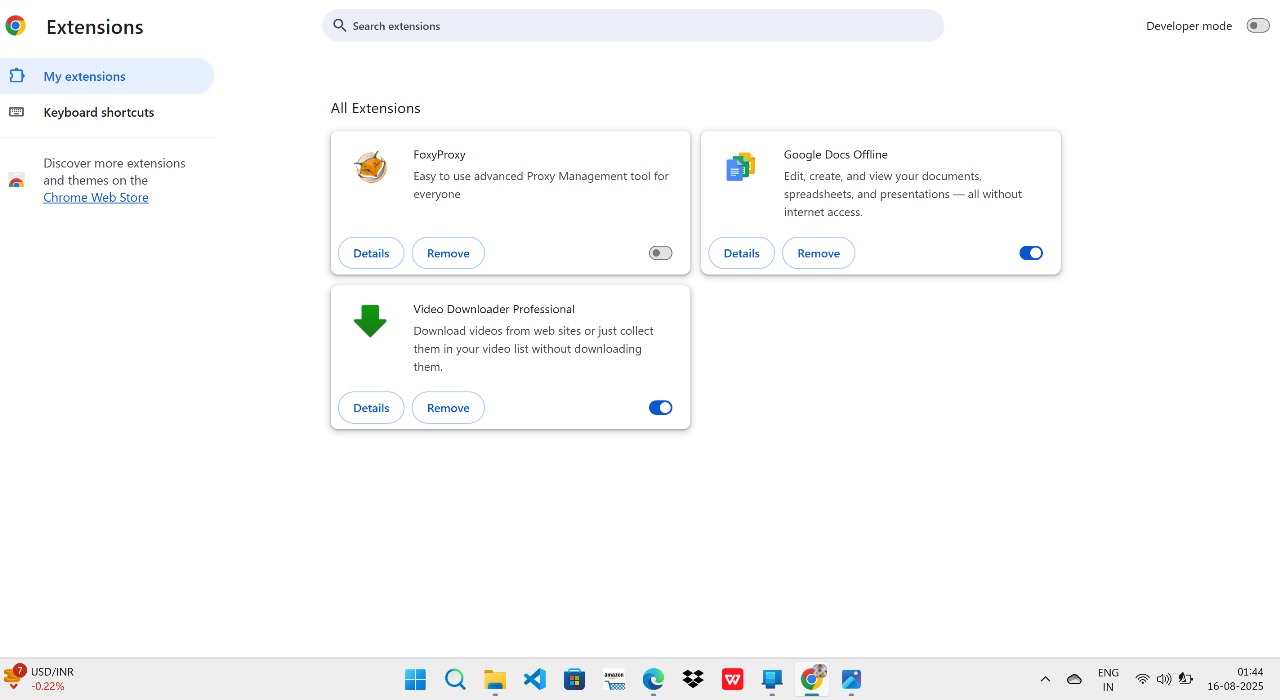 Extensions
Search extensions
Developer mode
My extensions
Keyboard shortcuts
Discover more extensions
and themes on the
Chrome Web Store
All Extensions
FoxyProxy
Easy to use advanced Proxy Management tool for
everyone
Details
Remove
Google Docs Offline
Edit, create, and view your documents,
spreadsheets, and presentations — all without
internet access.
Details
Remove
Video Downloader Professional
Download videos from web sites or just collect
them in your video list without downloading
them.
Details
Remove
7
USD/INR
-0.22%
amazon
W
ENG
IN
01:44
16-08-2025